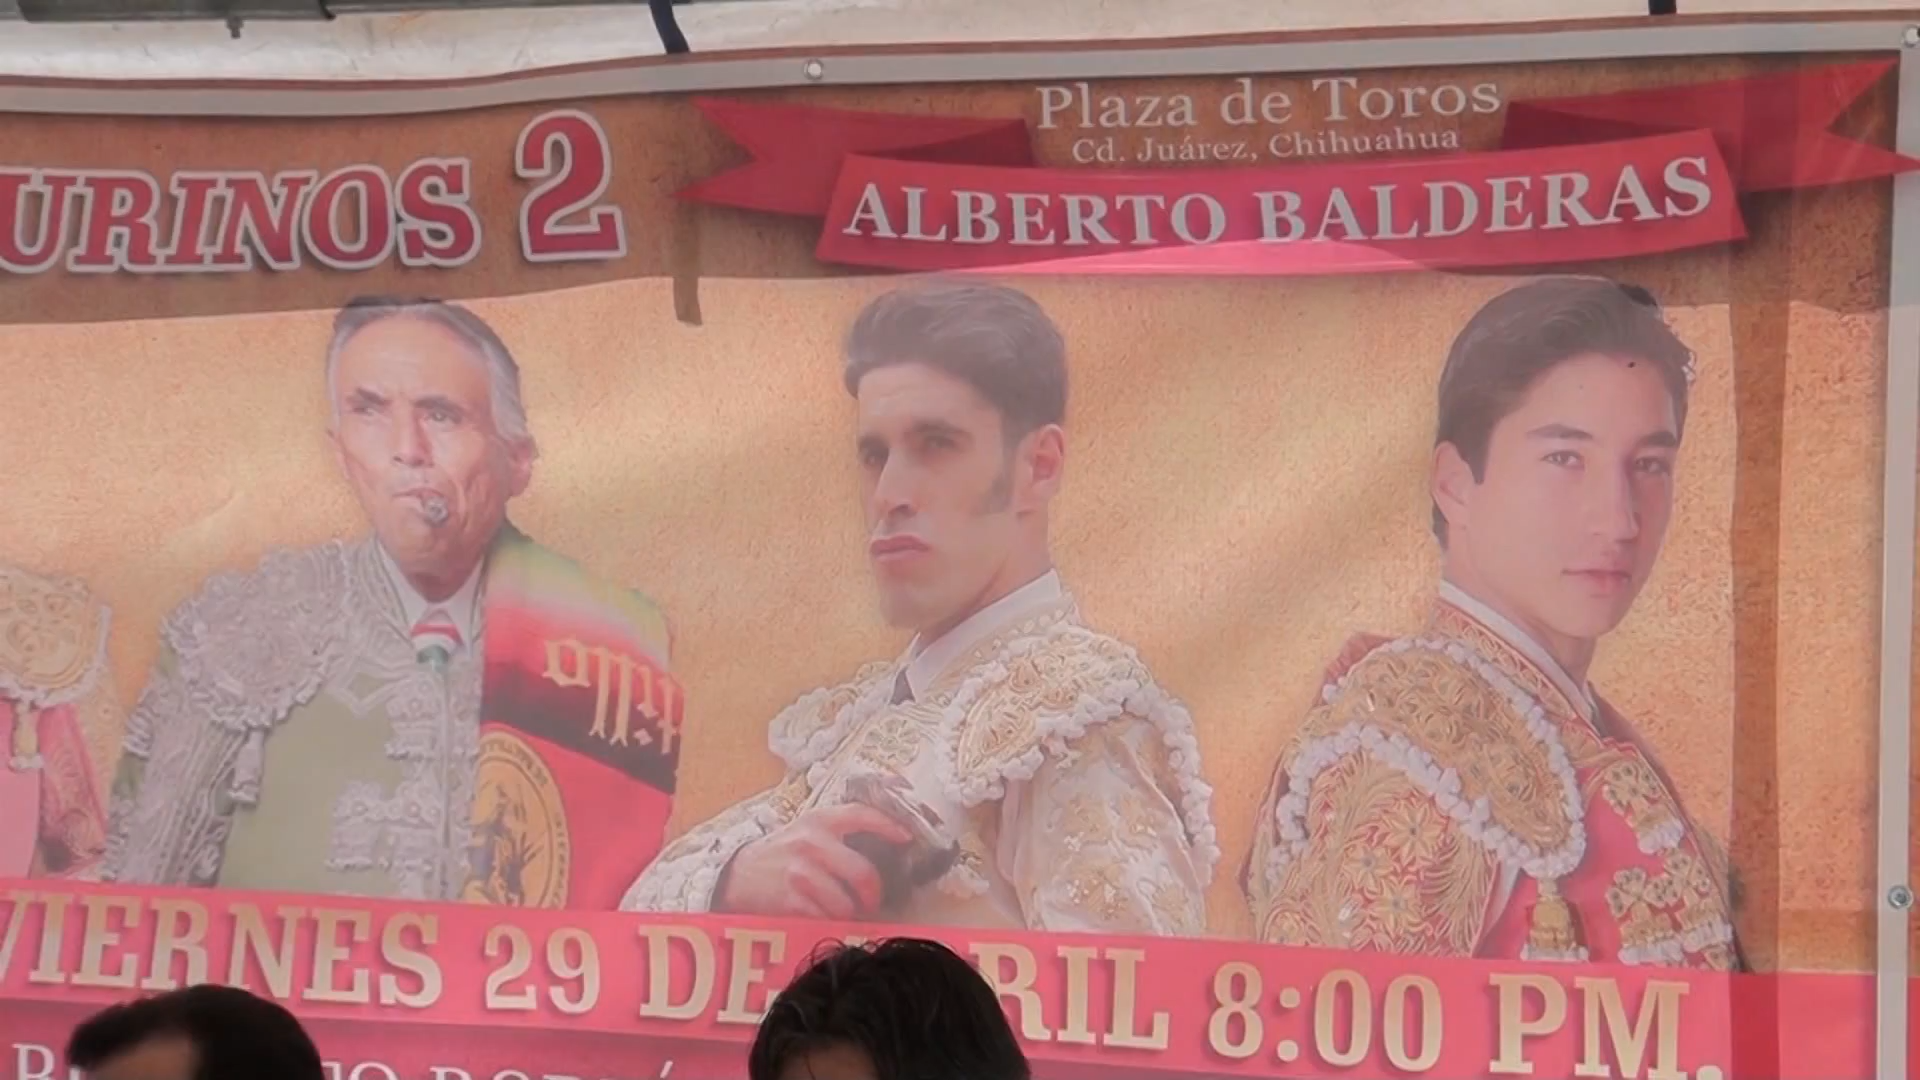 URINOS 2
Plaza de Toros
Cd. Juárez, Chihuahua
ALBERTO BALDERAS
VIERNES 29 DE RIL 8:00 PM.